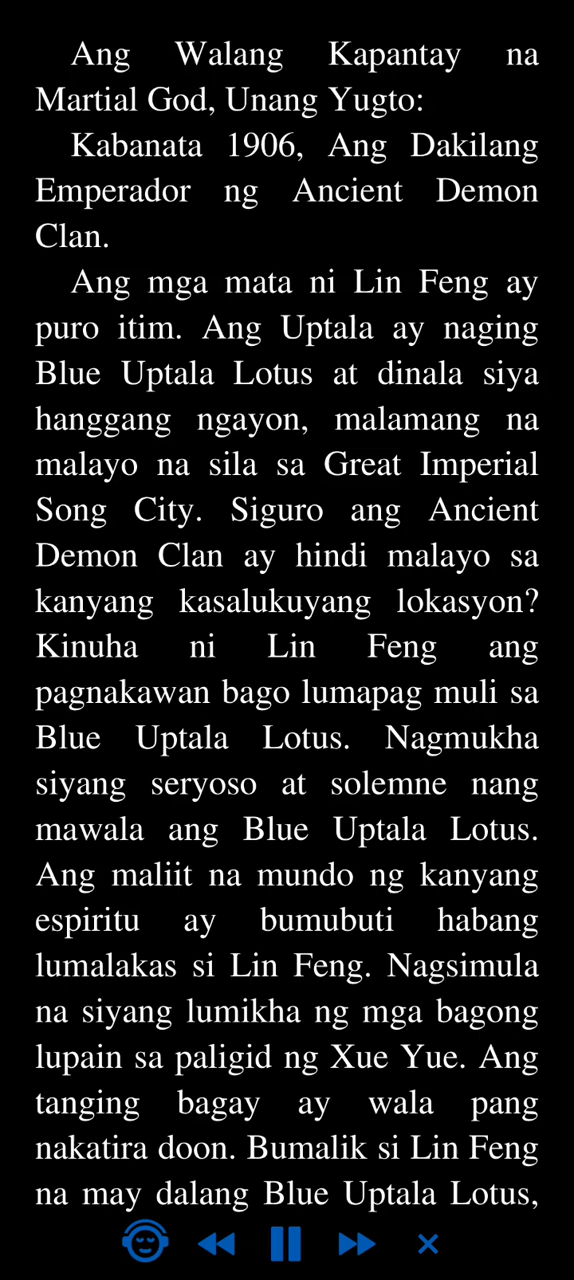 Ang Walang Kapantay na
Martial God, Unang Yugto:
Kabanata 1906, Ang Dakilang
Emperador ng Ancient Demon
Clan.
Ang mga mata ni Lin Feng ay
puro itim. Ang Uptala ay naging
Blue Uptala Lotus at dinala siya
hanggang ngayon, malamang na
malayo na sila sa Great Imperial
Song City. Siguro ang Ancient
Demon Clan ay hindi malayo sa
kanyang kasalukuyang lokasyon?
Kinuha ni Lin Feng ang
pagnakawan bago lumapag muli sa
Blue Uptala Lotus. Nagmukha
siyang seryoso at solemne nang
mawala ang Blue Uptala Lotus.
Ang maliit na mundo ng kanyang
espiritu ay bumubuti habang
lumalakas si Lin Feng. Nagsimula
na siyang lumikha ng mga bagong
lupain sa paligid ng Xue Yue. Ang
tanging bagay ay wala pang
nakatira doon. Bumalik si Lin Feng
na may dalang Blue Uptala Lotus,